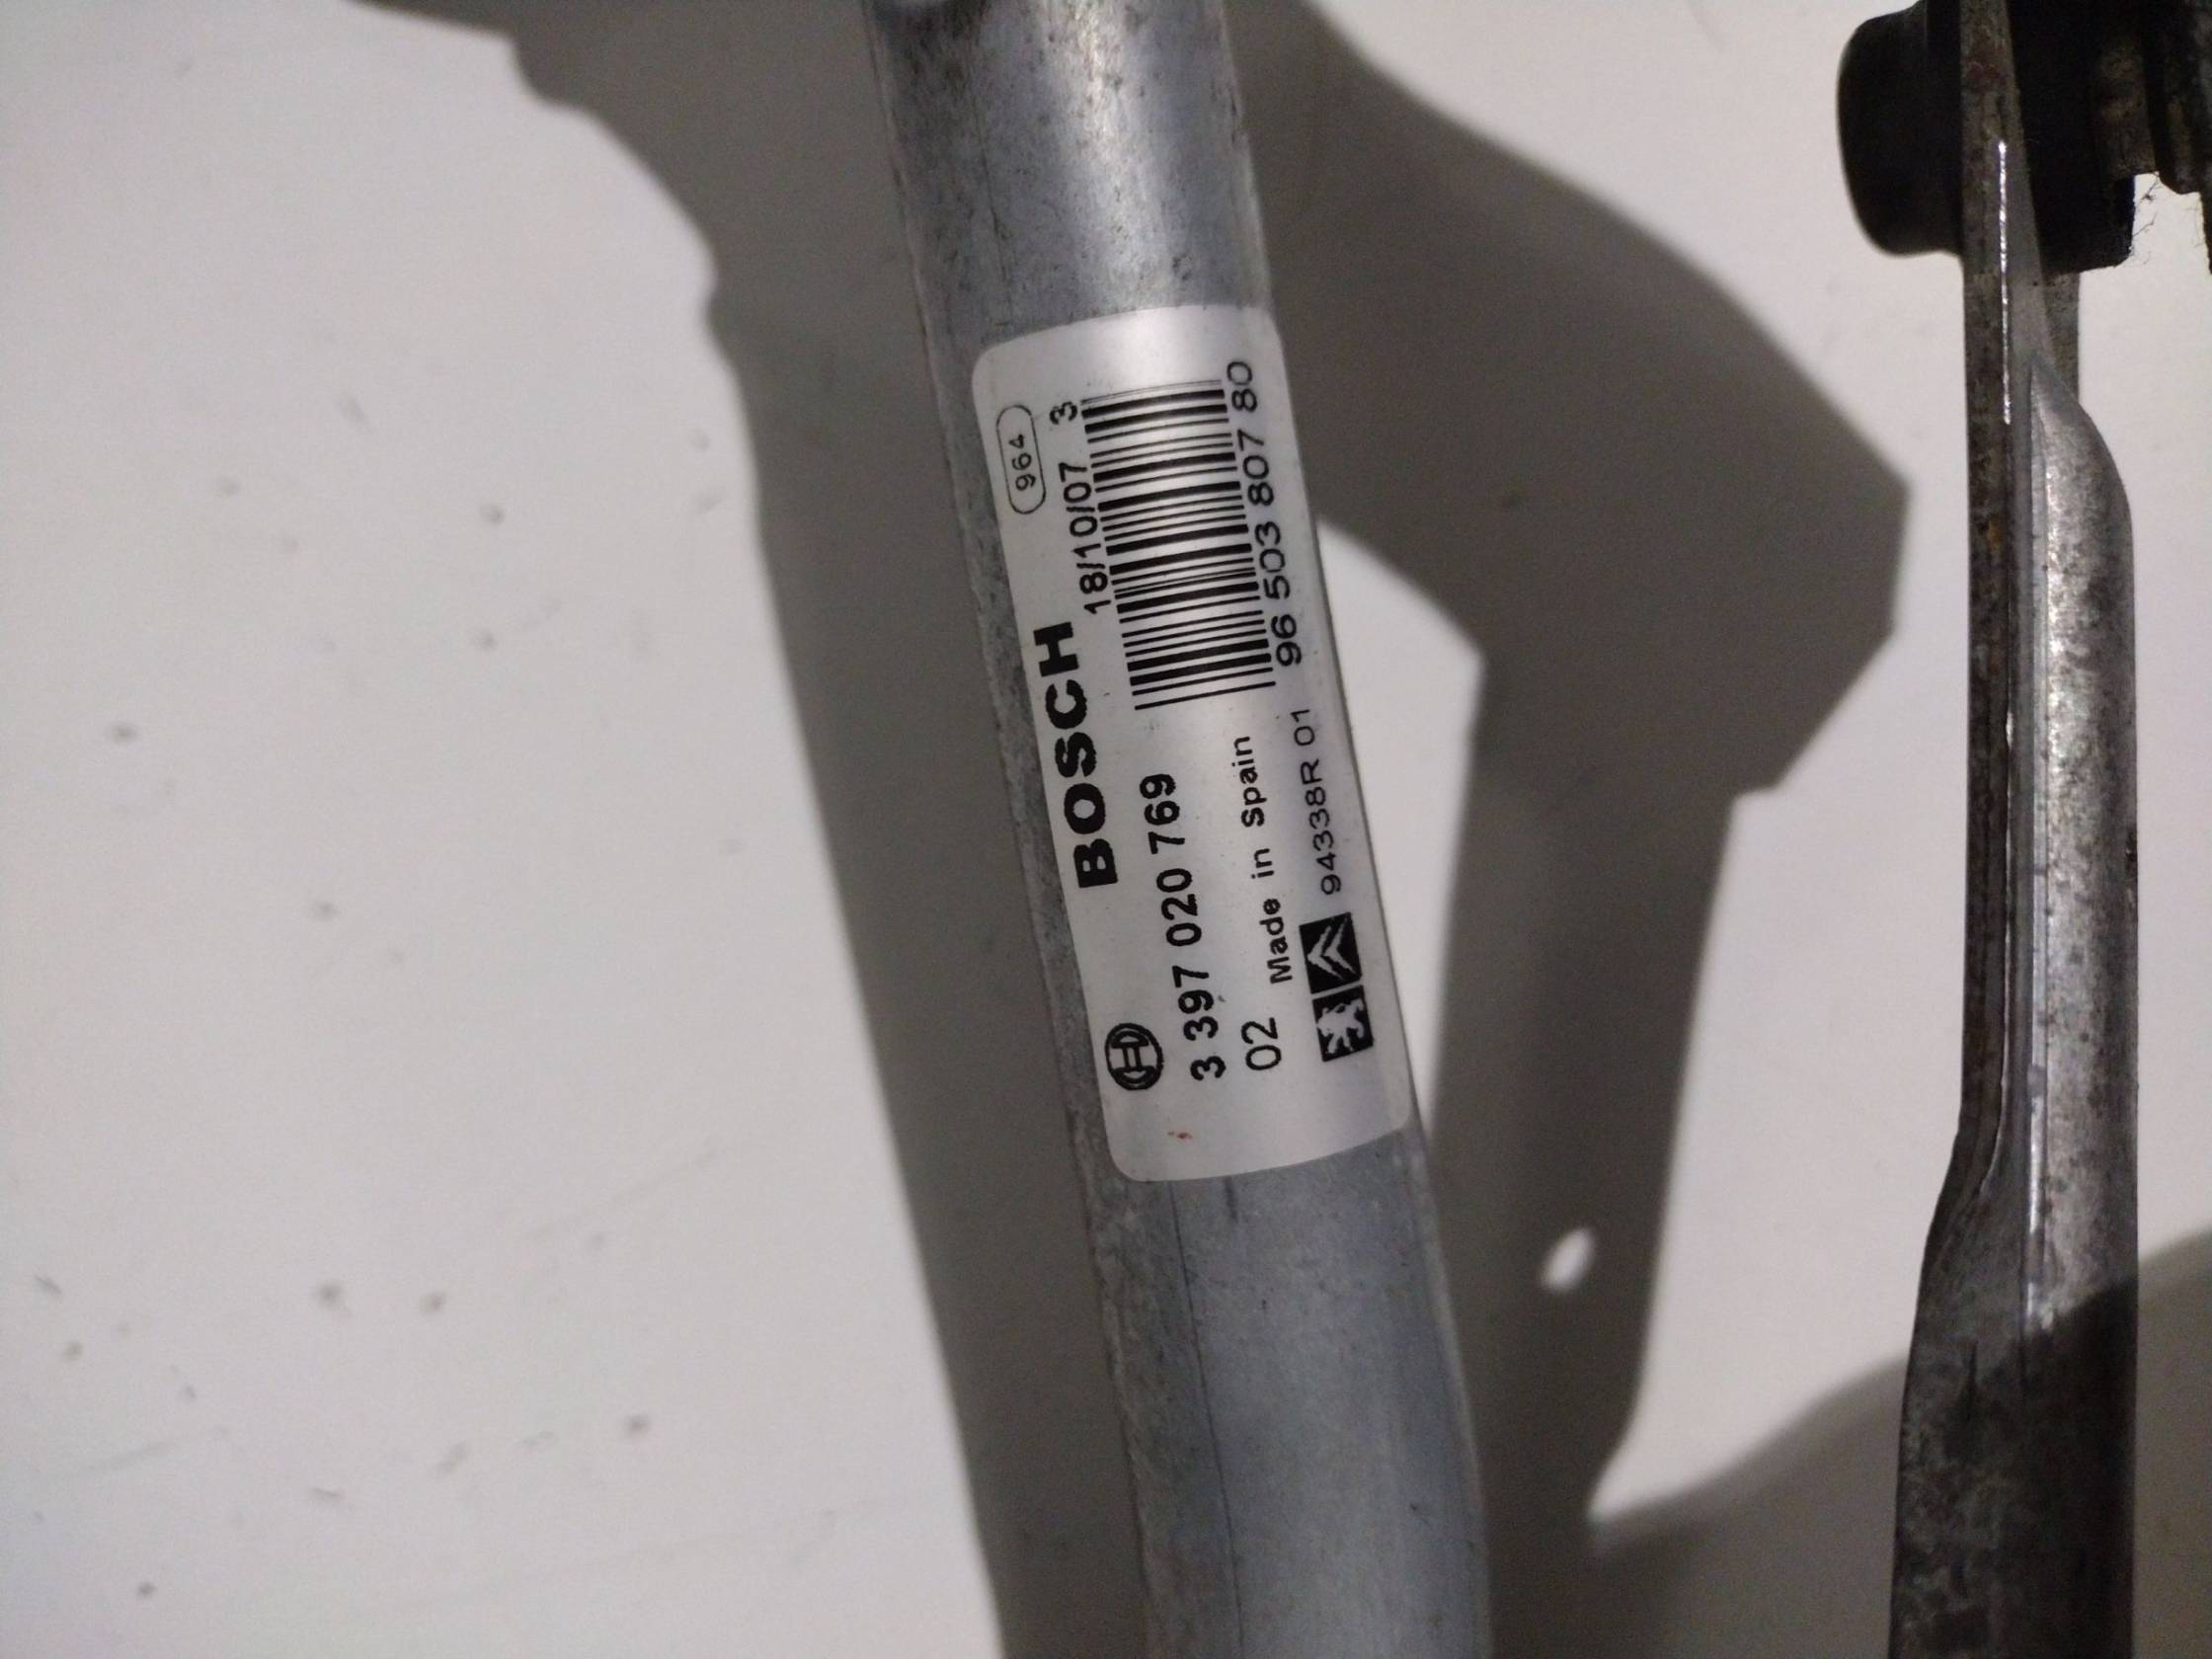 BOSCH
964
3 397 020 769
18/10/07 3
02 Made in Spain
96 503 807 80
94338R 01